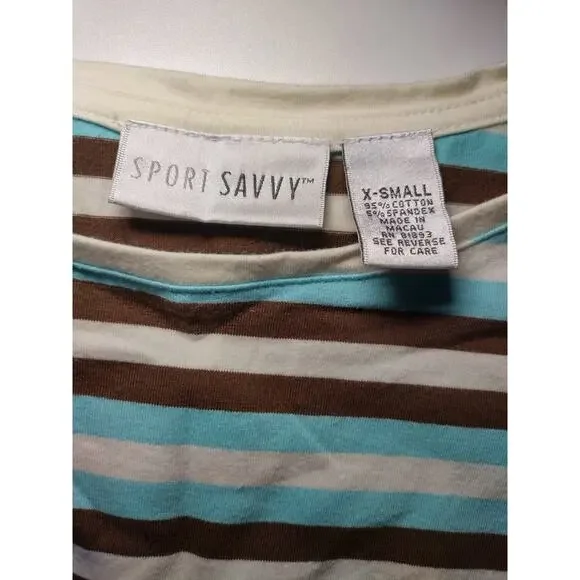 SPORT SAVVY™
X-SMALL
95% COTTON
5% SPANDEX
MADE IN
MACAU
RN 81893
SEE REVERSE
FOR CARE